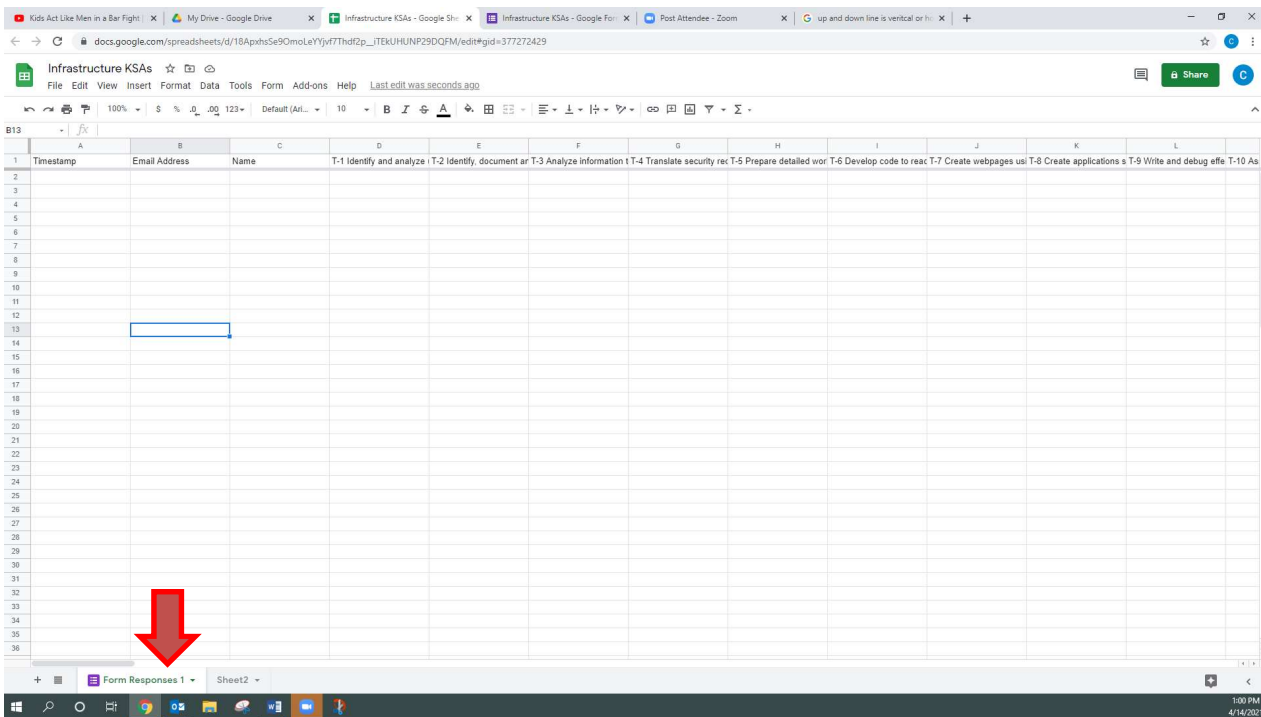 Kids Act Like Men in a Bar Fight | My Drive - Google Drive Infrastructure KSAs - Google She Infrastructure KSAs - Google For Post Attendee - Zoom G up and down line is veritcal or ho
docs.google.com/spreadsheets/d/
C
Infrastructure KSAs
Share
C
File Edit View Insert Format Data Tools Form Add-ons Help Last edit was seconds ago
100% $ % .0 .00 123 Default (Ari... 10 B I S A
B13 fx
A B C D E F G H I J K L
1 Timestamp Email Address Name T-1 Identify and analyze T-2 Identify, document ar T-3 Analyze information t T-4 Translate security rec T-5 Prepare detailed wor T-6 Develop code to reac T-7 Create webpages usi T-8 Create applications s T-9 Write and debug effe T-10 As
2
3
4
5
6
7
8
9
10
11
12
13
14
15
16
17
18
19
20
21
22
23
24
25
26
27
28
29
30
31
32
33
34
35
36
Form Responses 1 Sheet2
1:00 PM
4/14/202